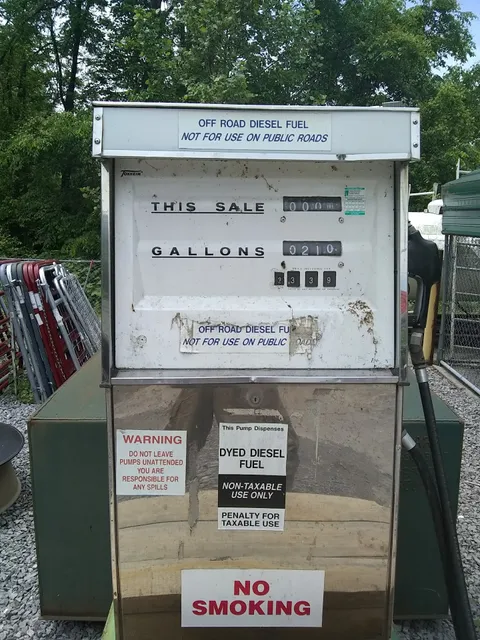 OFF ROAD DIESEL FUEL
NOT FOR USE ON PUBLIC ROADS
THIS SALE
GALLONS
OFF ROAD DIESEL FU
NOT FOR USE ON PUBLIC
WARNING
DO NOT LEAVE
PUMPS UNATTENDED
YOU ARE
RESPONSIBLE FOR
ANY SPILLS
This Pump Dispenses
DYED DIESEL
FUEL
NON-TAXABLE
USE ONLY
PENALTY FOR
TAXABLE USE
NO
SMOKING